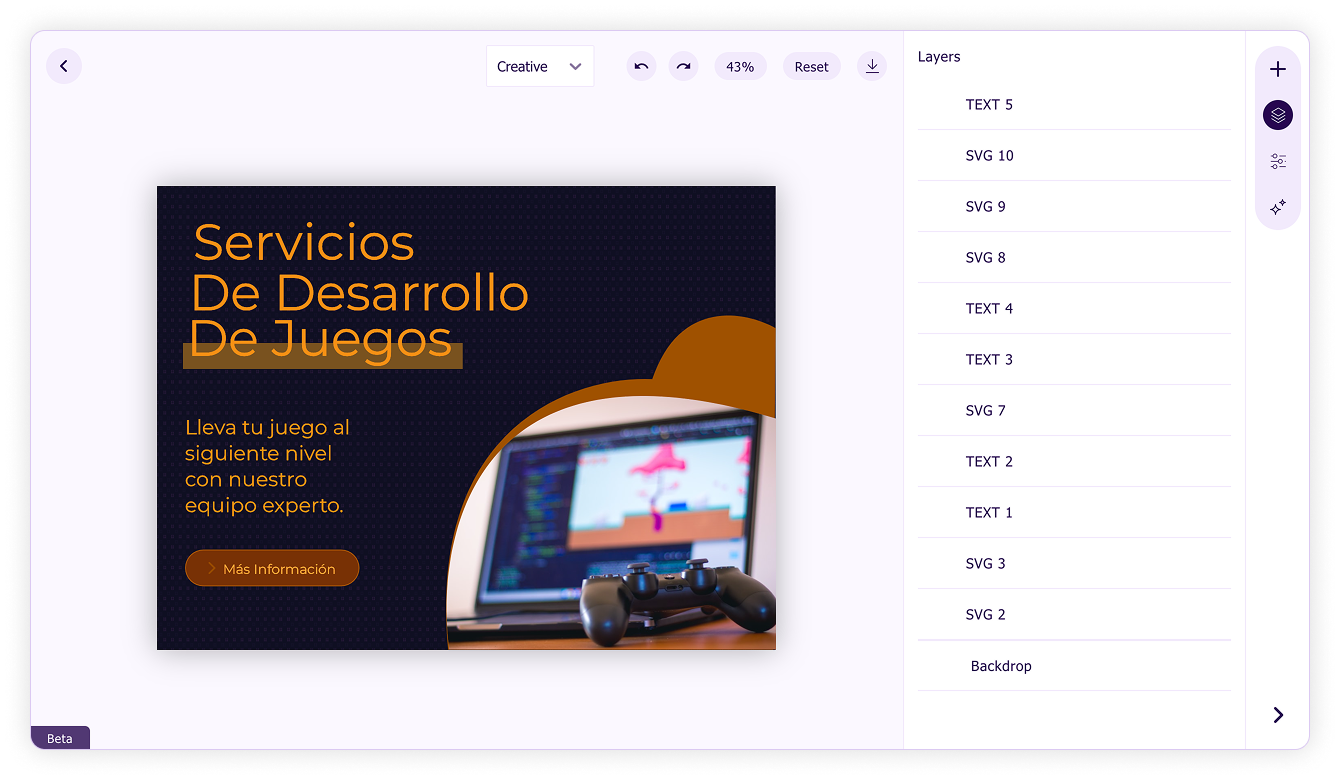 Creative
43%
Reset
Layers
TEXT 5
SVG 10
SVG 9
SVG 8
TEXT 4
TEXT 3
SVG 7
TEXT 2
TEXT 1
SVG 3
SVG 2
Backdrop
Servicios
De Desarrollo
De Juegos
Lleva tu juego al
siguiente nivel
con nuestro
equipo experto.
Más Información
Beta